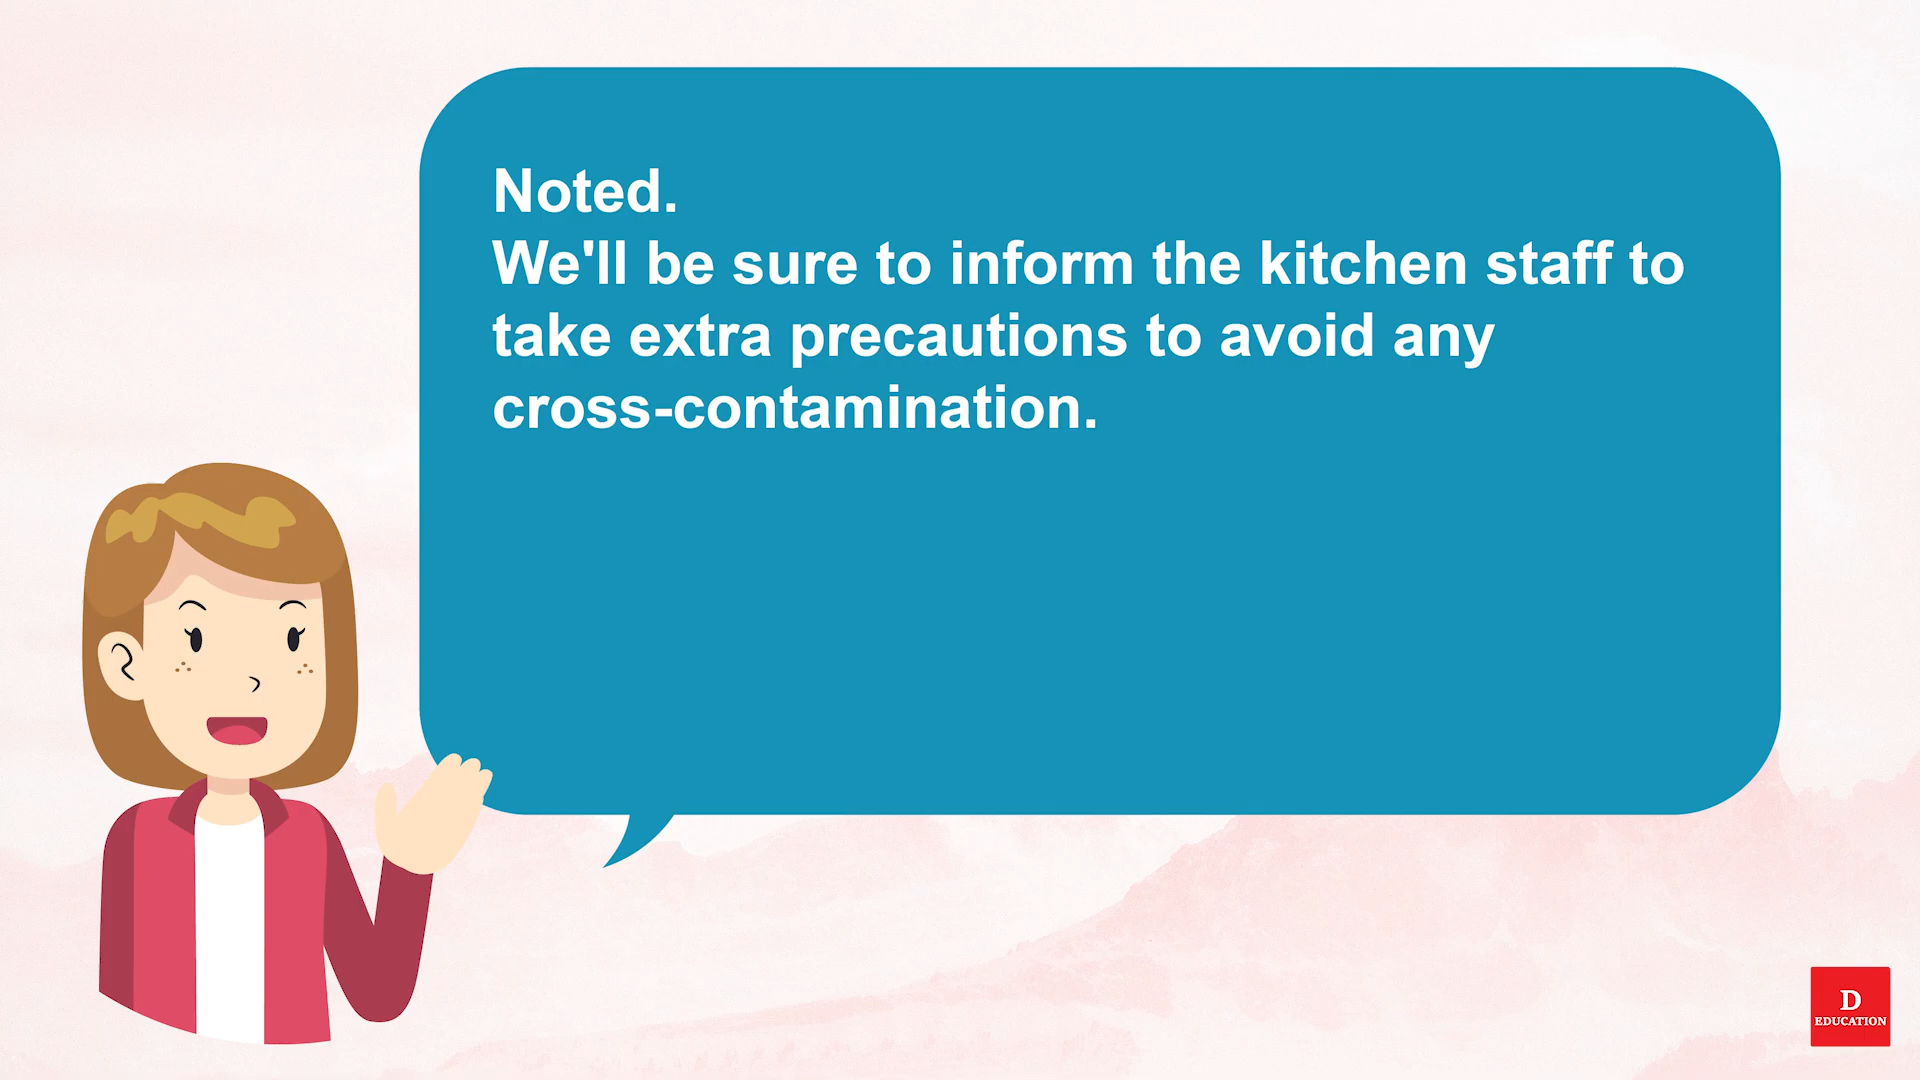 Noted.
We'll be sure to inform the kitchen staff to
take extra precautions to avoid any
cross-contamination.
D
EDUCATION